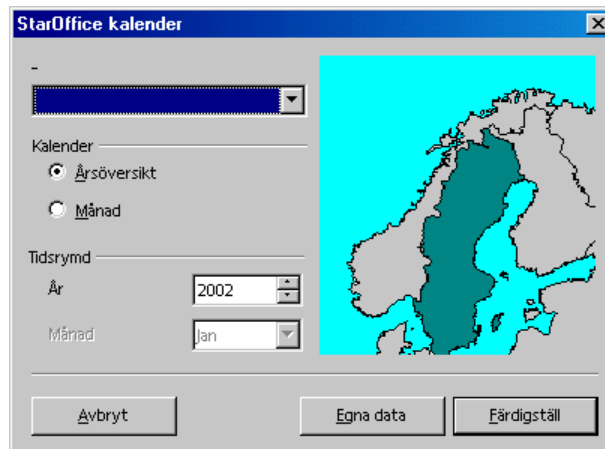 StarOffice kalender
-
Kalender
Årsöversikt
Månad
Tidsrymd
År 2002
Månad Jan
Avbryt Egna data Färdigställ